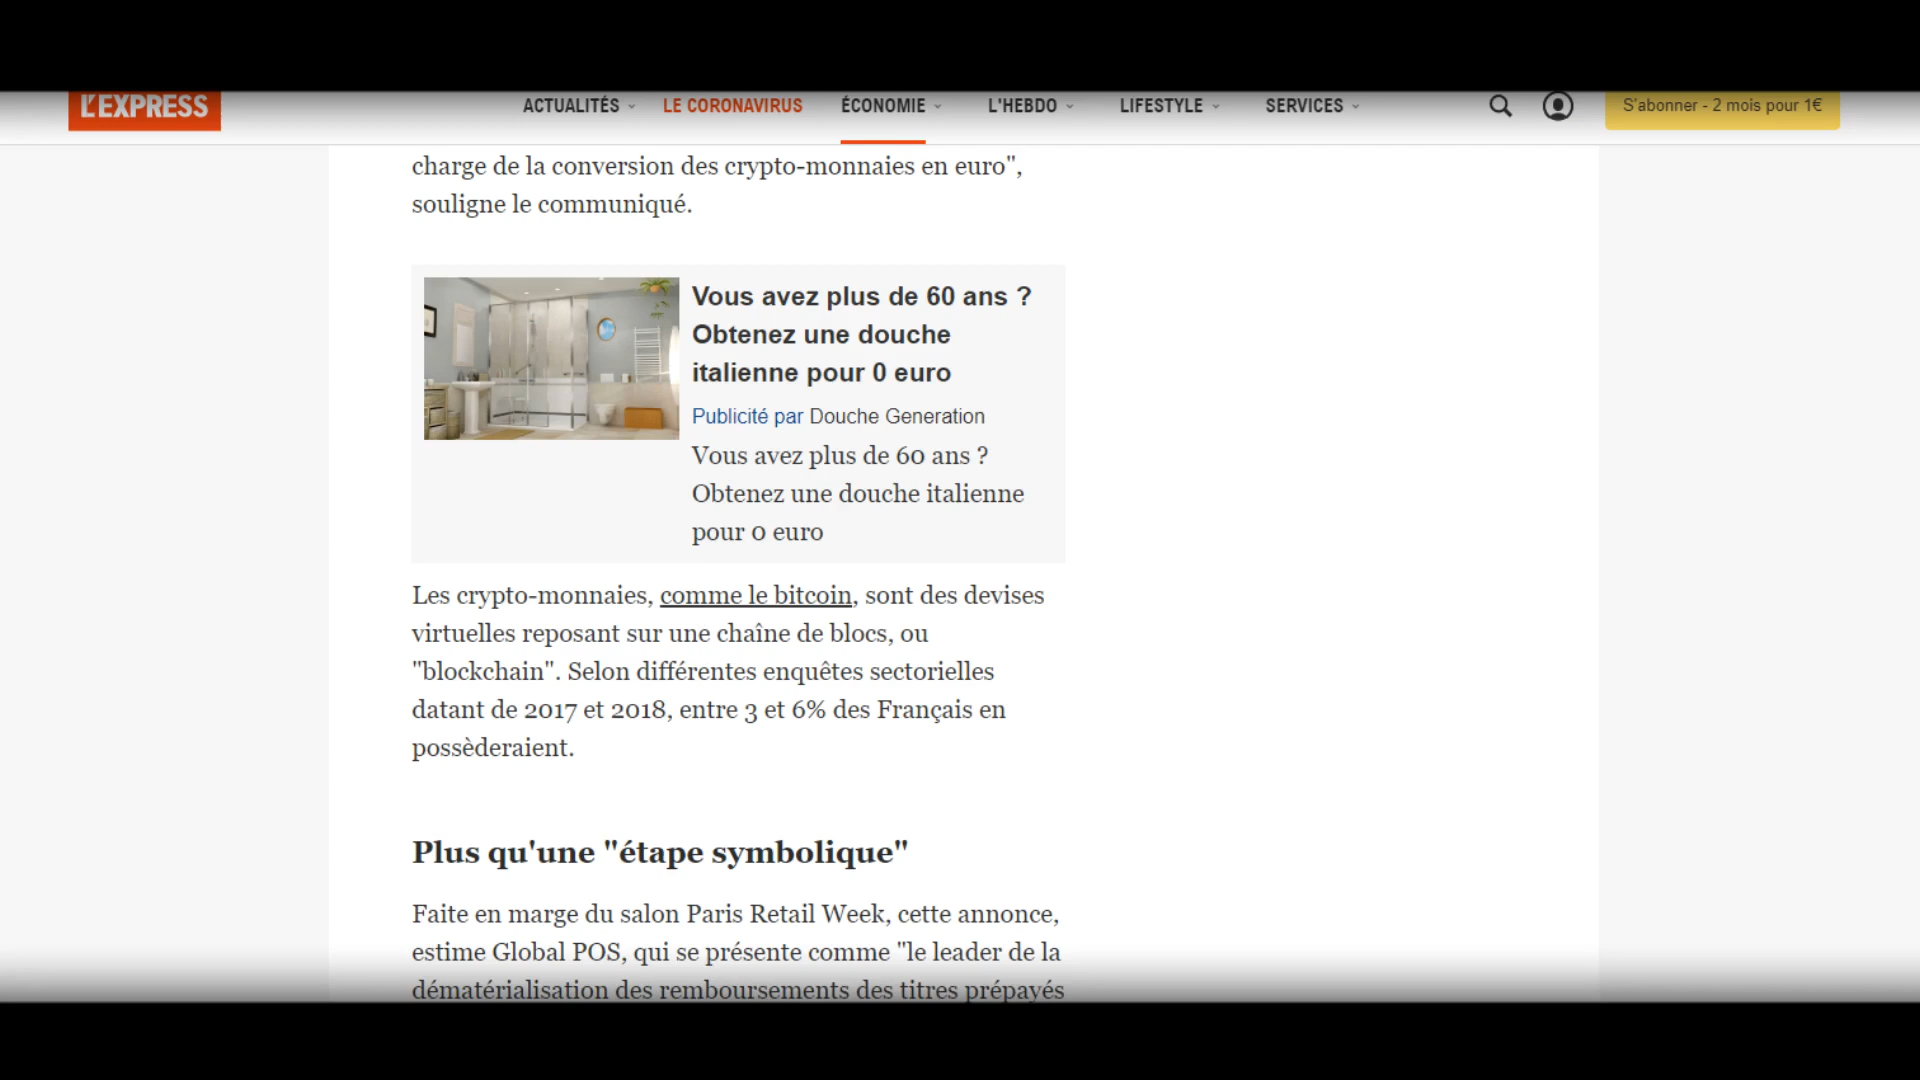 L'EXPRESS
ACTUALITÉS LE CORONAVIRUS ÉCONOMIE L'HEBDO LIFESTYLE SERVICES
S'abonner - 2 mois pour 1€
charge de la conversion des crypto-monnaies en euro",
souligne le communiqué.
Vous avez plus de 60 ans ?
Obtenez une douche
italienne pour 0 euro
Publicité par Douche Generation
Vous avez plus de 60 ans ?
Obtenez une douche italienne
pour 0 euro
Les crypto-monnaies, comme le bitcoin, sont des devises
virtuelles reposant sur une chaîne de blocs, ou
"blockchain". Selon différentes enquêtes sectorielles
datant de 2017 et 2018, entre 3 et 6% des Français en
possèderaient.
Plus qu'une "étape symbolique"
Faite en marge du salon Paris Retail Week, cette annonce,
estime Global POS, qui se présente comme "le leader de la
dématérialisation des remboursements des titres prépayés